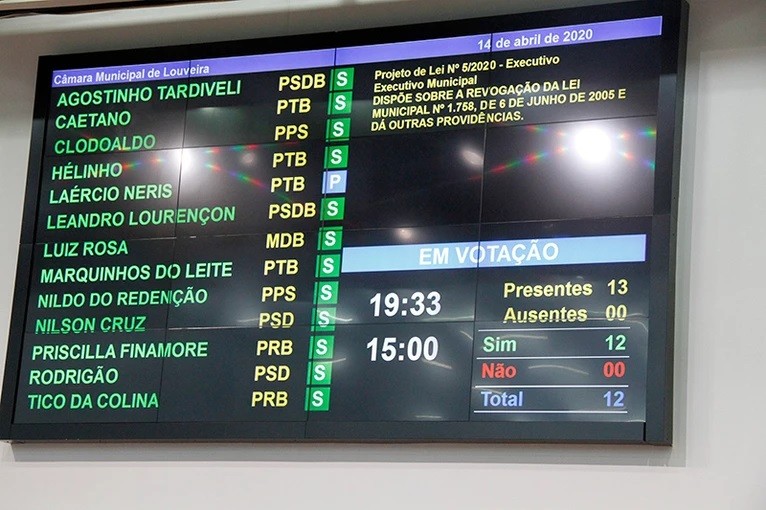 Câmara Municipal de Louveira 14 de abril de 2020
AGOSTINHO TARDIVELI PSDB S
CAETANO PTB S
CLODOALDO PPS S
HÉLINHO PTB S
LAÉRCIO NERIS PTB P
LEANDRO LOURENÇON PSDB S
LUIZ ROSA MDB S
MARQUINHOS DO LEITE PTB S
NILDO DO REDENÇÃO PPS S
NILSON CRUZ PSD S
PRISCILLA FINAMORE PRB S
RODRIGÃO PSD S
TICO DA COLINA PRB S
Projeto de Lei Nº 5/2020 - Executivo
Executivo Municipal
DISPÕE SOBRE A REVOGAÇÃO DA LEI
MUNICIPAL Nº 1.758, DE 6 DE JUNHO DE 2005 E
DÁ OUTRAS PROVIDÊNCIAS.
EM VOTAÇÃO
19:33
15:00
Presentes 13
Ausentes 00
Sim 12
Não 00
Total 12